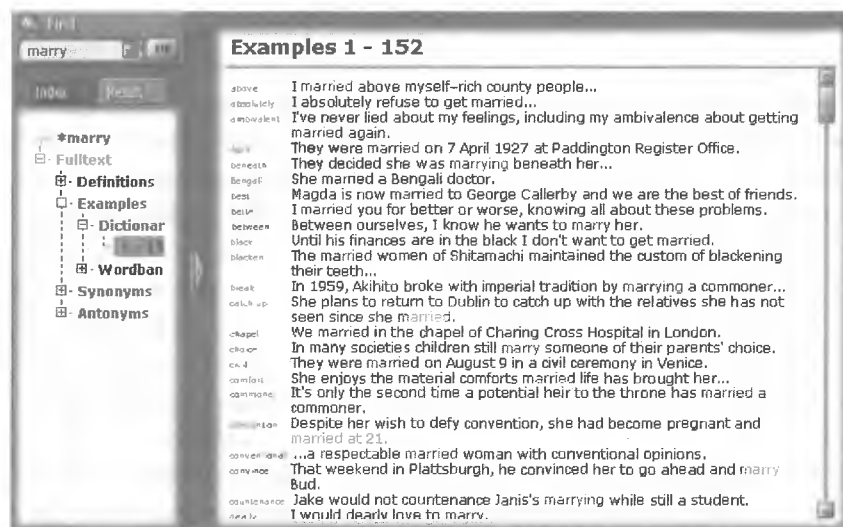 Find
marry
Index
*marry
Fulltext
Definitions
Examples
Dictionar
Wordban
Synonyms
Antonyms
Examples 1 - 152
above I married above myself-rich county people...
absolutely I absolutely refuse to get married...
ambivalent I've never lied about my feelings, including my ambivalence about getting
married again.
They were married on 7 April 1927 at Paddington Register Office.
beneath They decided she was marrying beneath her...
Bengali She married a Bengali doctor.
best Magda is now married to George Callerby and we are the best of friends.
I married you for better or worse, knowing all about these problems.
between Between ourselves, I know he wants to marry her.
black Until his finances are in the black I don't want to get married.
blacken The married women of Shitamachi maintained the custom of blackening
their teeth...
break In 1959, Akihito broke with imperial tradition by marrying a commoner...
catch up She plans to return to Dublin to catch up with the relatives she has not
seen since she married.
chapel We married in the chapel of Charing Cross Hospital in London.
choice In many societies children still marry someone of their parents' choice.
civil They were married on August 9 in a civil ceremony in Venice.
comfort She enjoys the material comforts married life has brought her...
commoner It's only the second time a potential heir to the throne has married a
commoner.
convention Despite her wish to defy convention, she had become pregnant and
married at 21.
conventional ...a respectable married woman with conventional opinions.
convince That weekend in Plattsburgh, he convinced her to go ahead and marry
Bud.
countenance Jake would not countenance Janis's marrying while still a student.
dearly I would dearly love to marry.